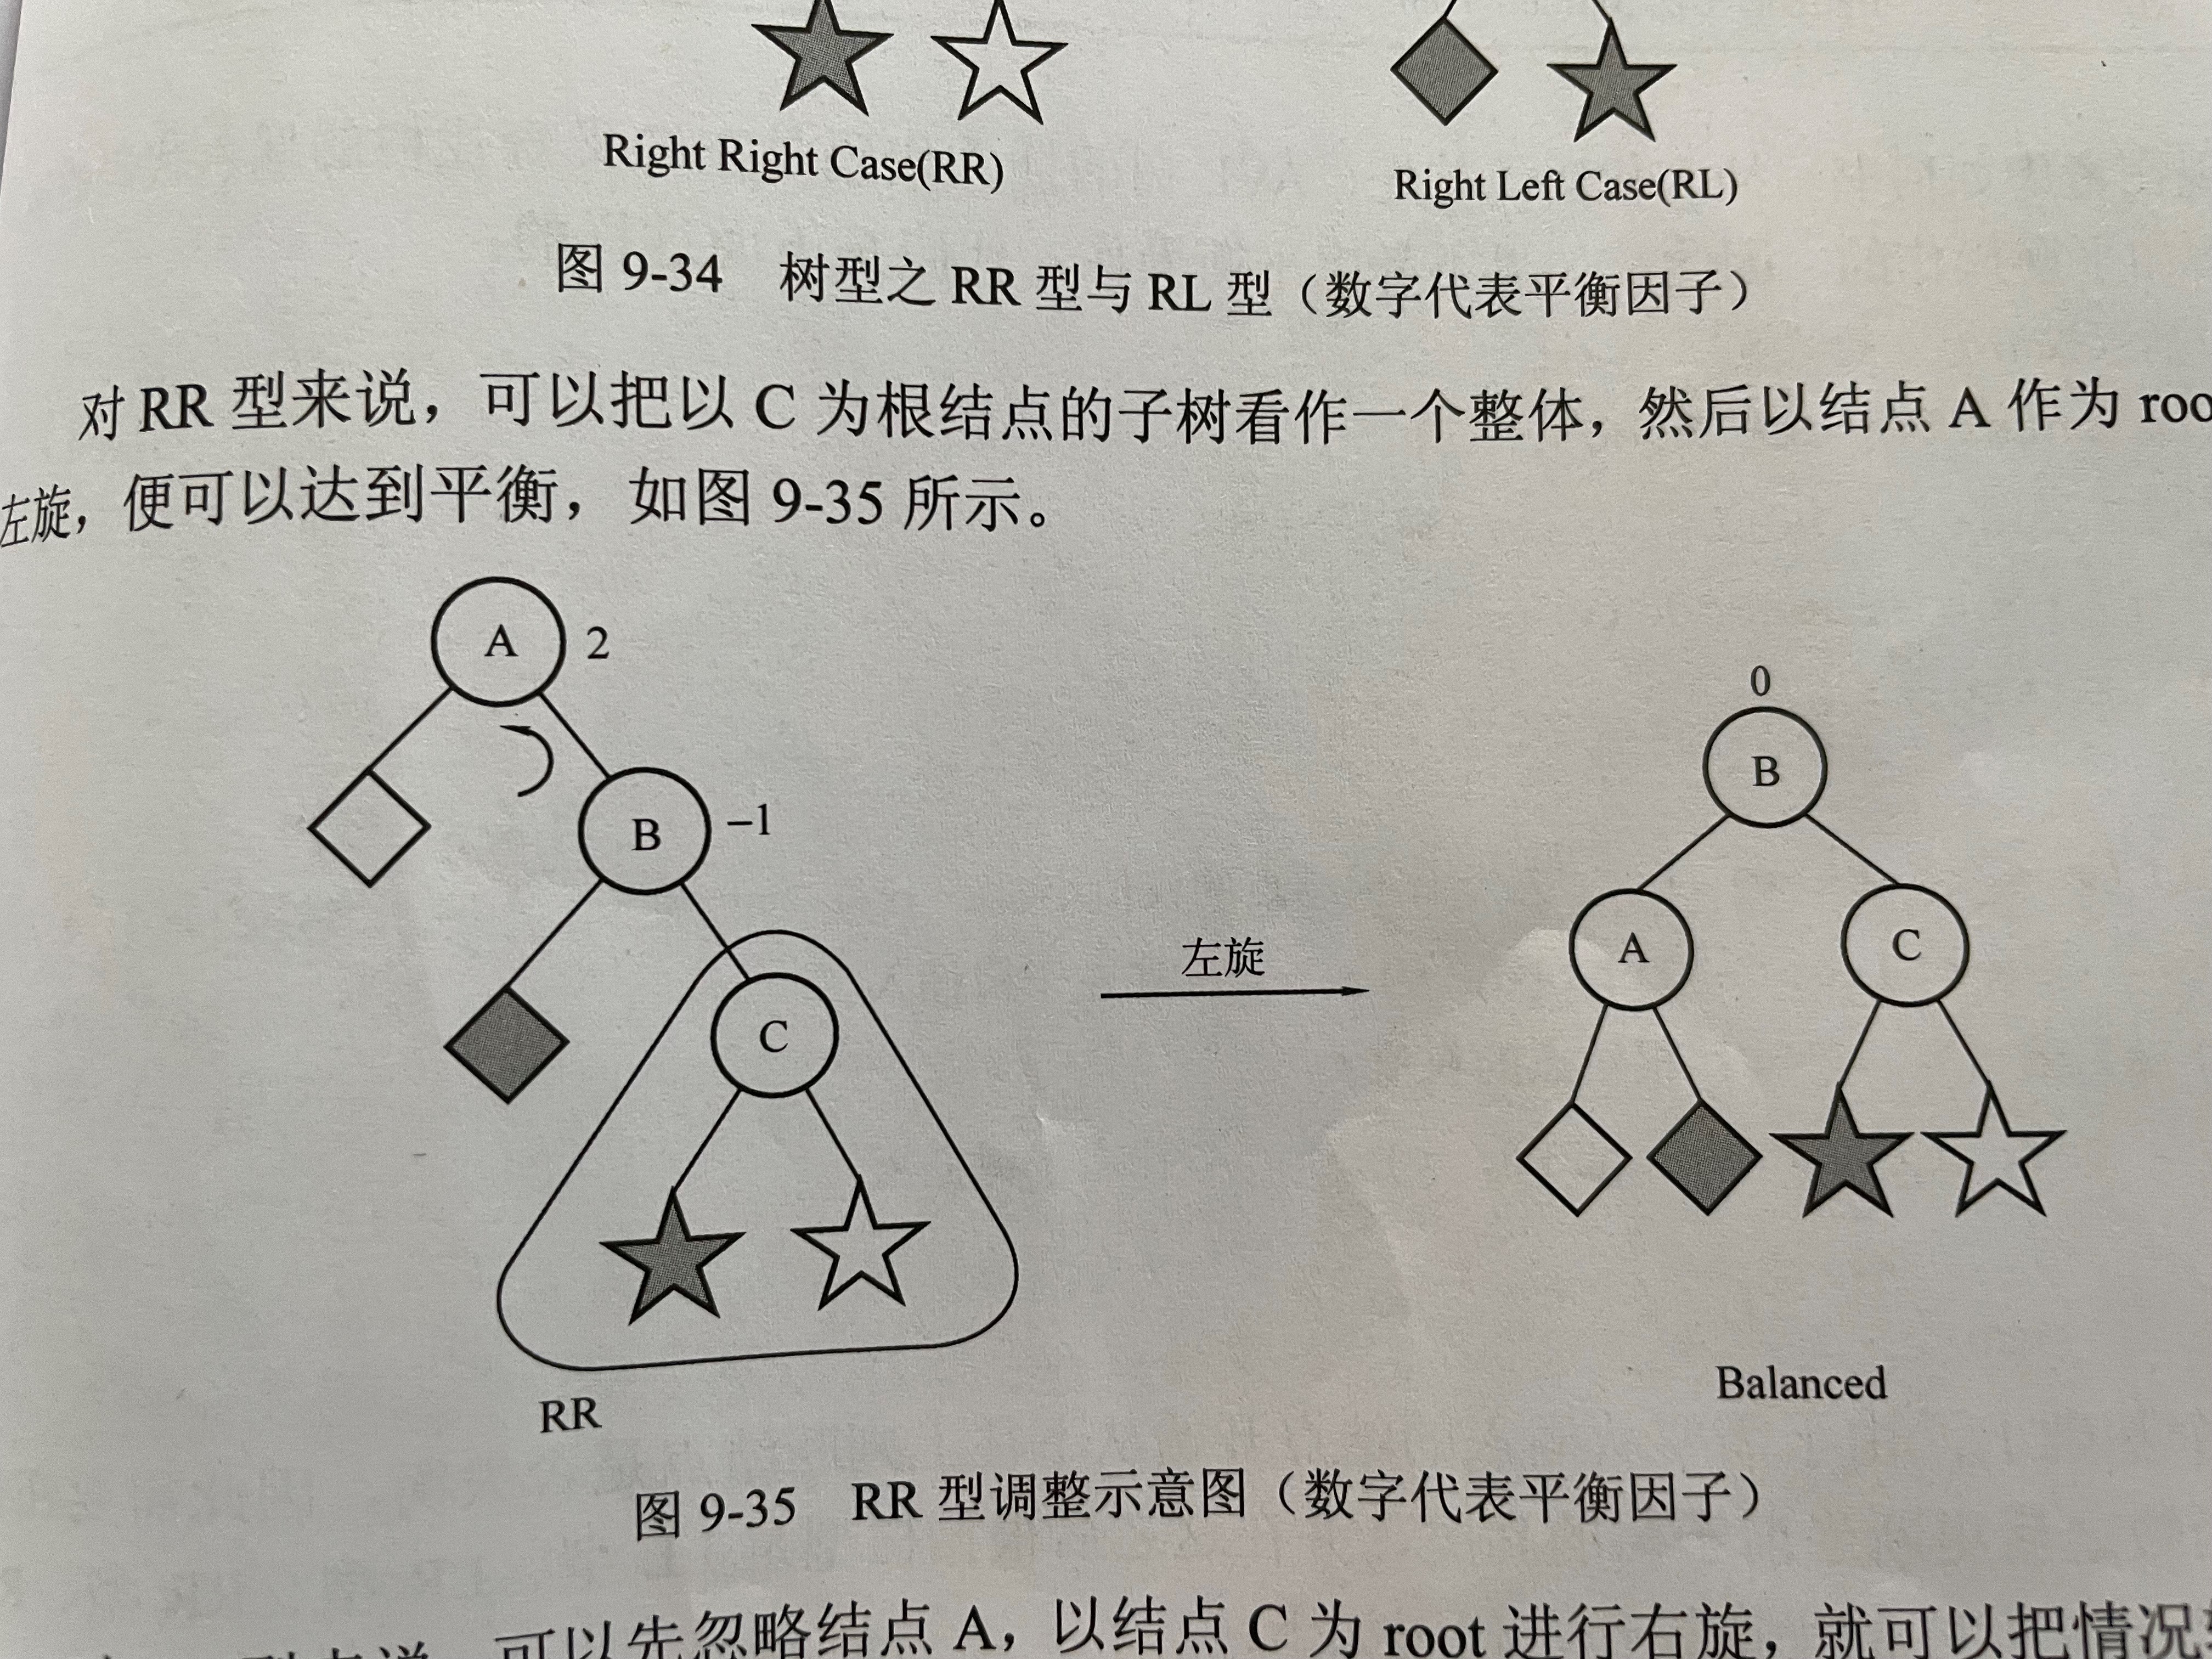 Right Right Case(RR)
Right Left Case(RL)
图 9-34 树型之 RR 型与 RL 型（数字代表平衡因子）
对 RR 型来说，可以把以 C 为根结点的子树看作一个整体，然后以结点 A 作为 roo
左旋，便可以达到平衡，如图 9-35 所示。
A 2
B −1
C
RR
左旋
0
B
A C
Balanced
图 9-35 RR 型调整示意图（数字代表平衡因子）
来说，可以先忽略结点 A，以结点 C 为 root 进行右旋，就可以把情况